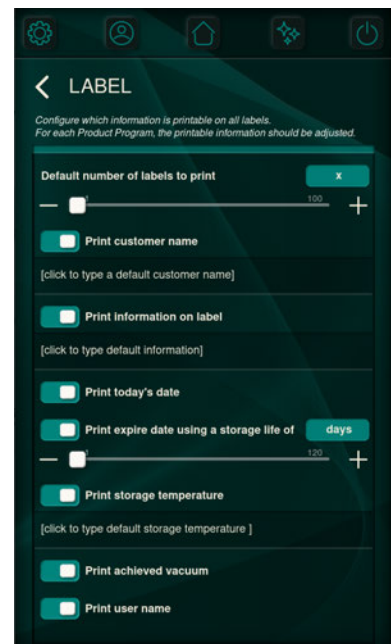 LABEL
Configure which information is printable on all labels.
For each Product Program, the printable information should be adjusted.
Default number of labels to print x
1 100
Print customer name
[click to type a default customer name]
Print information on label
[click to type default information]
Print today's date
Print expire date using a storage life of days
120
Print storage temperature
[click to type default storage temperature ]
Print achieved vacuum
Print user name